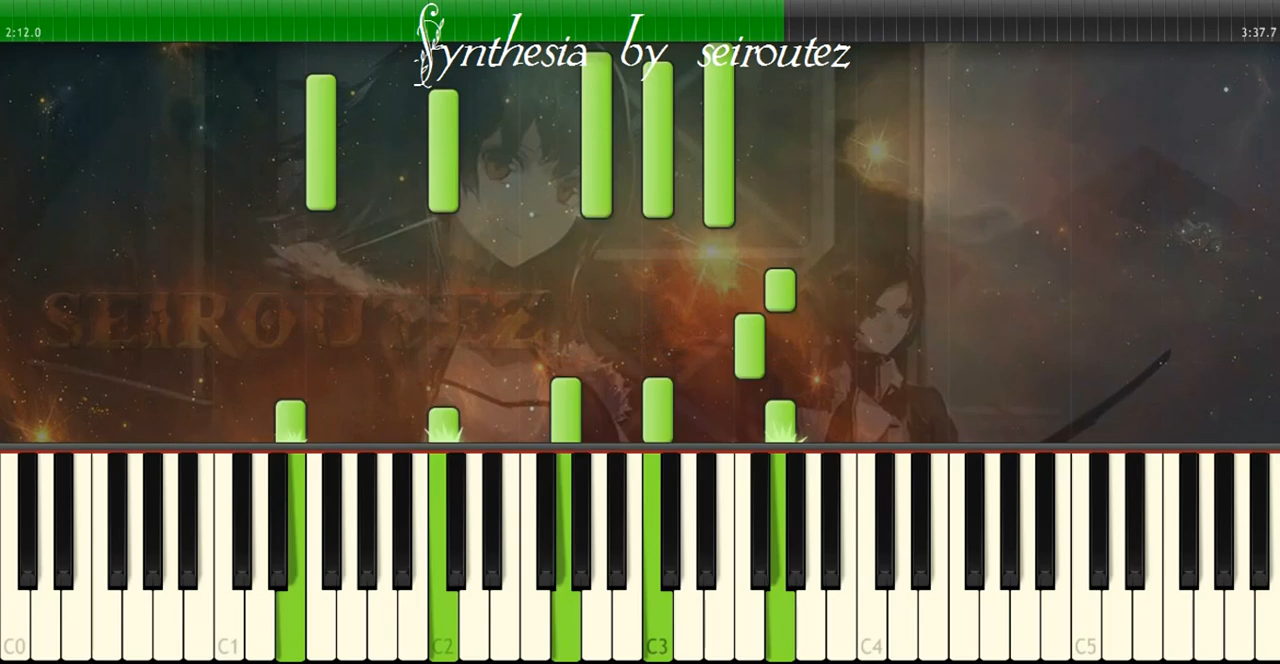 Synthesia by seiroutez
2:12.0
3:37.7
SEIROUTEZ
C0
C1
C2
C3
C4
C5